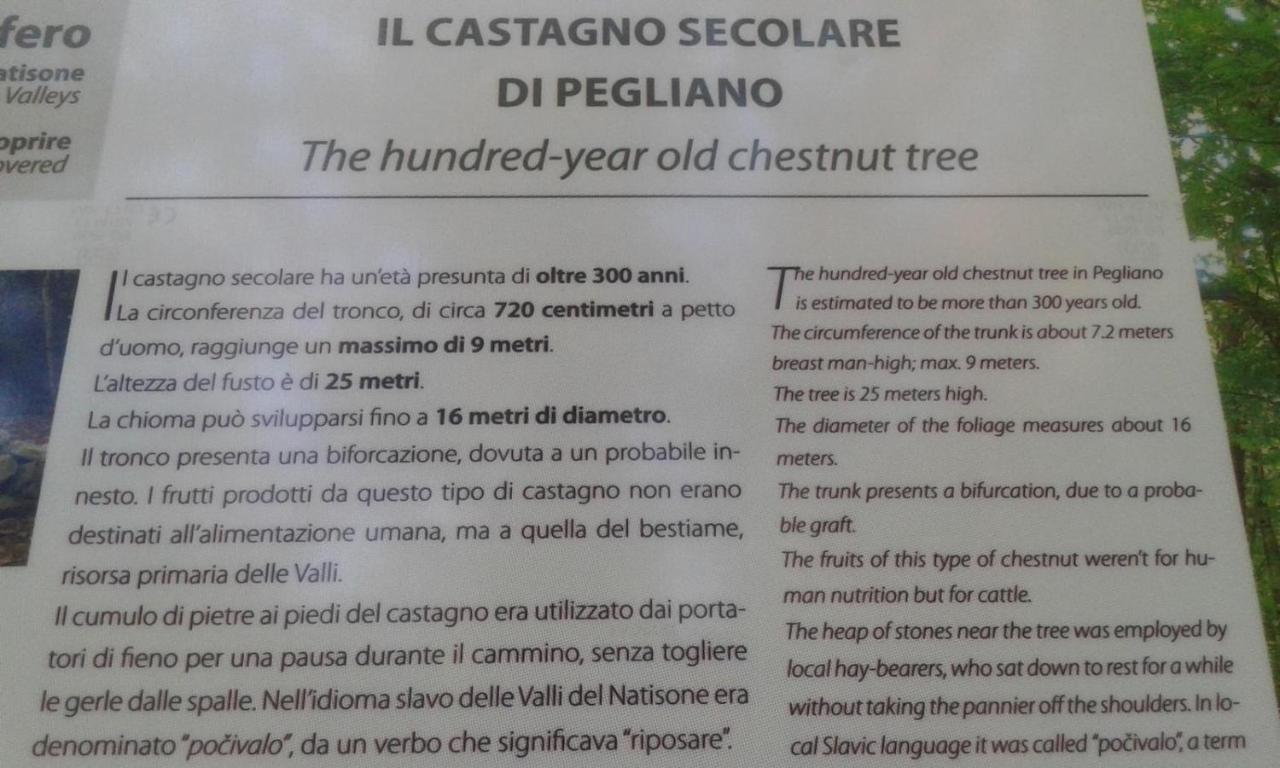 fero
atisone
Valleys
oprire
overed
IL CASTAGNO SECOLARE
DI PEGLIANO
The hundred-year old chestnut tree
Il castagno secolare ha un'età presunta di oltre 300 anni.
La circonferenza del tronco, di circa 720 centimetri a petto
d'uomo, raggiunge un massimo di 9 metri.
L'altezza del fusto è di 25 metri.
La chioma può svilupparsi fino a 16 metri di diametro.
Il tronco presenta una biforcazione, dovuta a un probabile in-
nesto. I frutti prodotti da questo tipo di castagno non erano
destinati all'alimentazione umana, ma a quella del bestiame,
risorsa primaria delle Valli.
Il cumulo di pietre ai piedi del castagno era utilizzato dai porta-
tori di fieno per una pausa durante il cammino, senza togliere
le gerle dalle spalle. Nell'idioma slavo delle Valli del Natisone era
denominato "počivalo", da un verbo che significava "riposare".
The hundred-year old chestnut tree in Pegliano
is estimated to be more than 300 years old.
The circumference of the trunk is about 7.2 meters
breast man-high; max. 9 meters.
The tree is 25 meters high.
The diameter of the foliage measures about 16
meters.
The trunk presents a bifurcation, due to a proba-
ble graft.
The fruits of this type of chestnut weren't for hu-
man nutrition but for cattle.
The heap of stones near the tree was employed by
local hay-bearers, who sat down to rest for a while
without taking the pannier off the shoulders. In lo-
cal Slavic language it was called "počivalo", a term